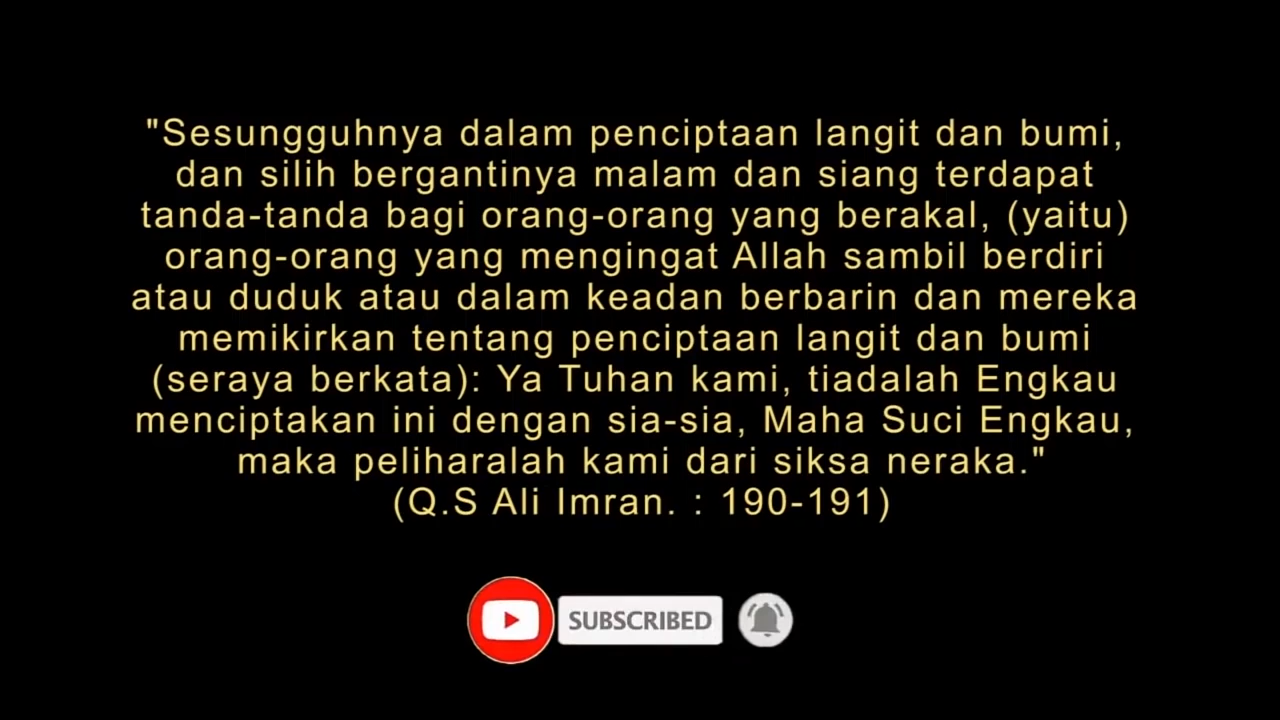 "Sesungguhnya dalam penciptaan langit dan bumi,
dan silih bergantinya malam dan siang terdapat
tanda-tanda bagi orang-orang yang berakal, (yaitu)
orang-orang yang mengingat Allah sambil berdiri
atau duduk atau dalam keadan berbarin dan mereka
memikirkan tentang penciptaan langit dan bumi
(seraya berkata): Ya Tuhan kami, tiadalah Engkau
menciptakan ini dengan sia-sia, Maha Suci Engkau,
maka peliharalah kami dari siksa neraka."
(Q.S Ali Imran. : 190-191)
SUBSCRIBED